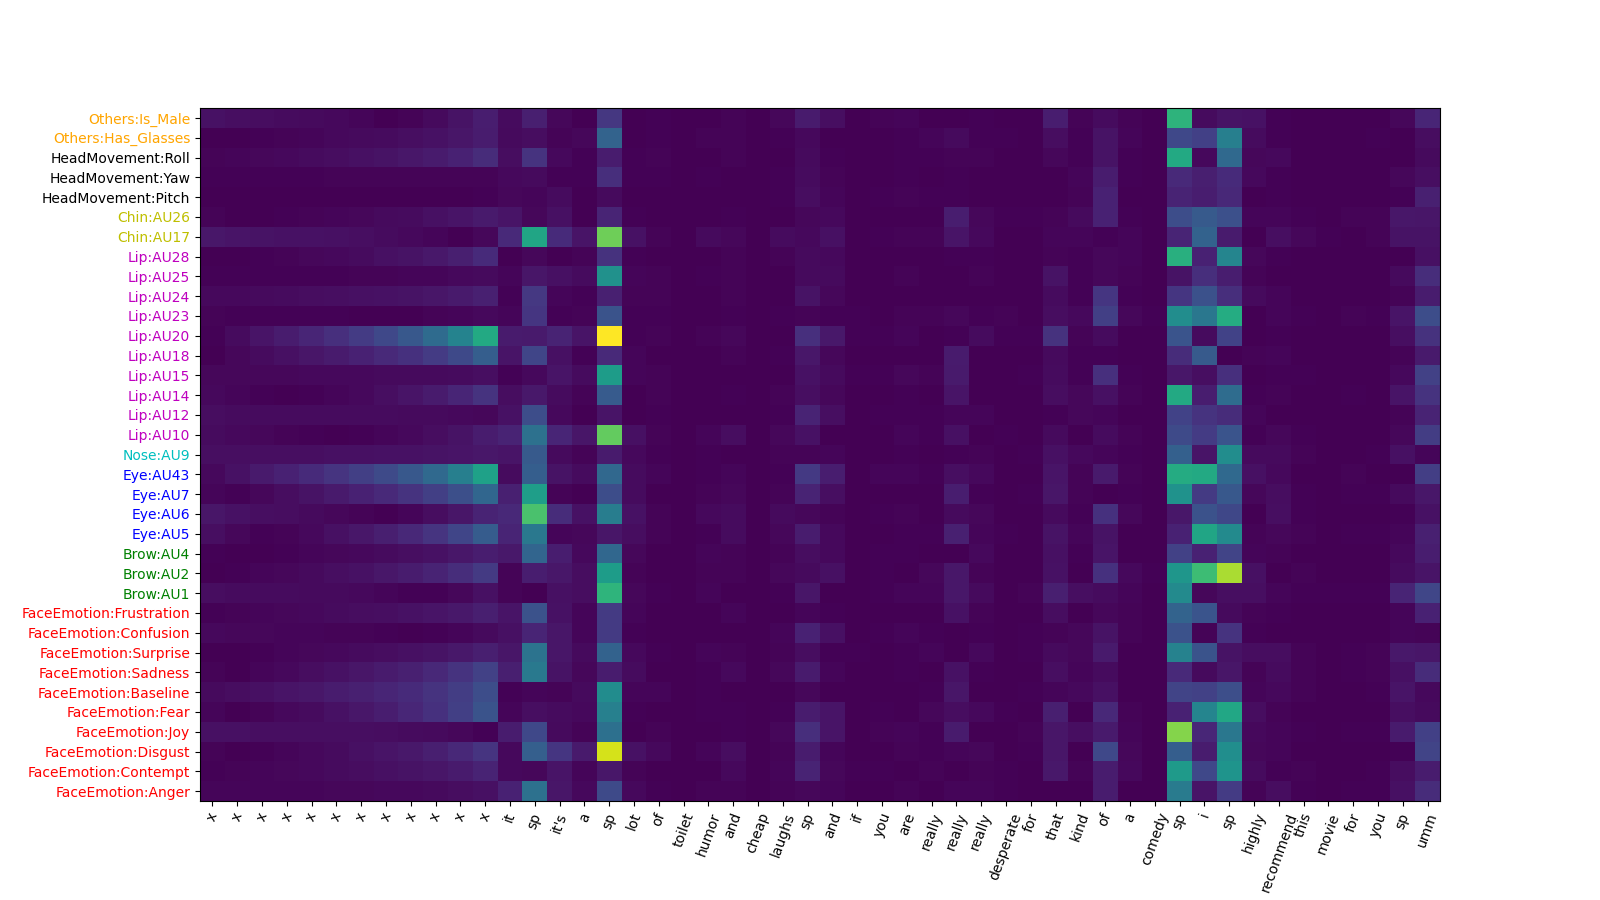 Others:Is_Male
Others:Has_Glasses
HeadMovement:Roll
HeadMovement:Yaw
HeadMovement:Pitch
Chin:AU26
Chin:AU17
Lip:AU28
Lip:AU25
Lip:AU24
Lip:AU23
Lip:AU20
Lip:AU18
Lip:AU15
Lip:AU14
Lip:AU12
Lip:AU10
Nose:AU9
Eye:AU43
Eye:AU7
Eye:AU6
Eye:AU5
Brow:AU4
Brow:AU2
Brow:AU1
FaceEmotion:Frustration
FaceEmotion:Confusion
FaceEmotion:Surprise
FaceEmotion:Sadness
FaceEmotion:Baseline
FaceEmotion:Fear
FaceEmotion:Joy
FaceEmotion:Disgust
FaceEmotion:Contempt
FaceEmotion:Anger
x x x x x x x x x x x x it sp it's a sp lot of toilet humor and cheap laughs sp and if you are really really really desperate for that kind of a comedy sp i sp highly recommend this movie for you sp umm